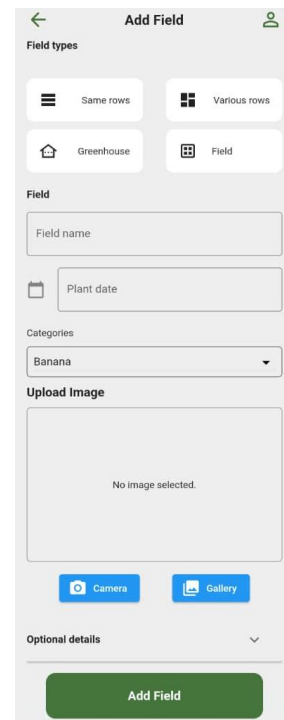 Add Field
Field types
Same rows
Various rows
Greenhouse
Field
Field
Field name
Plant date
Categories
Banana
Upload Image
No image selected.
Camera
Gallery
Optional details
Add Field